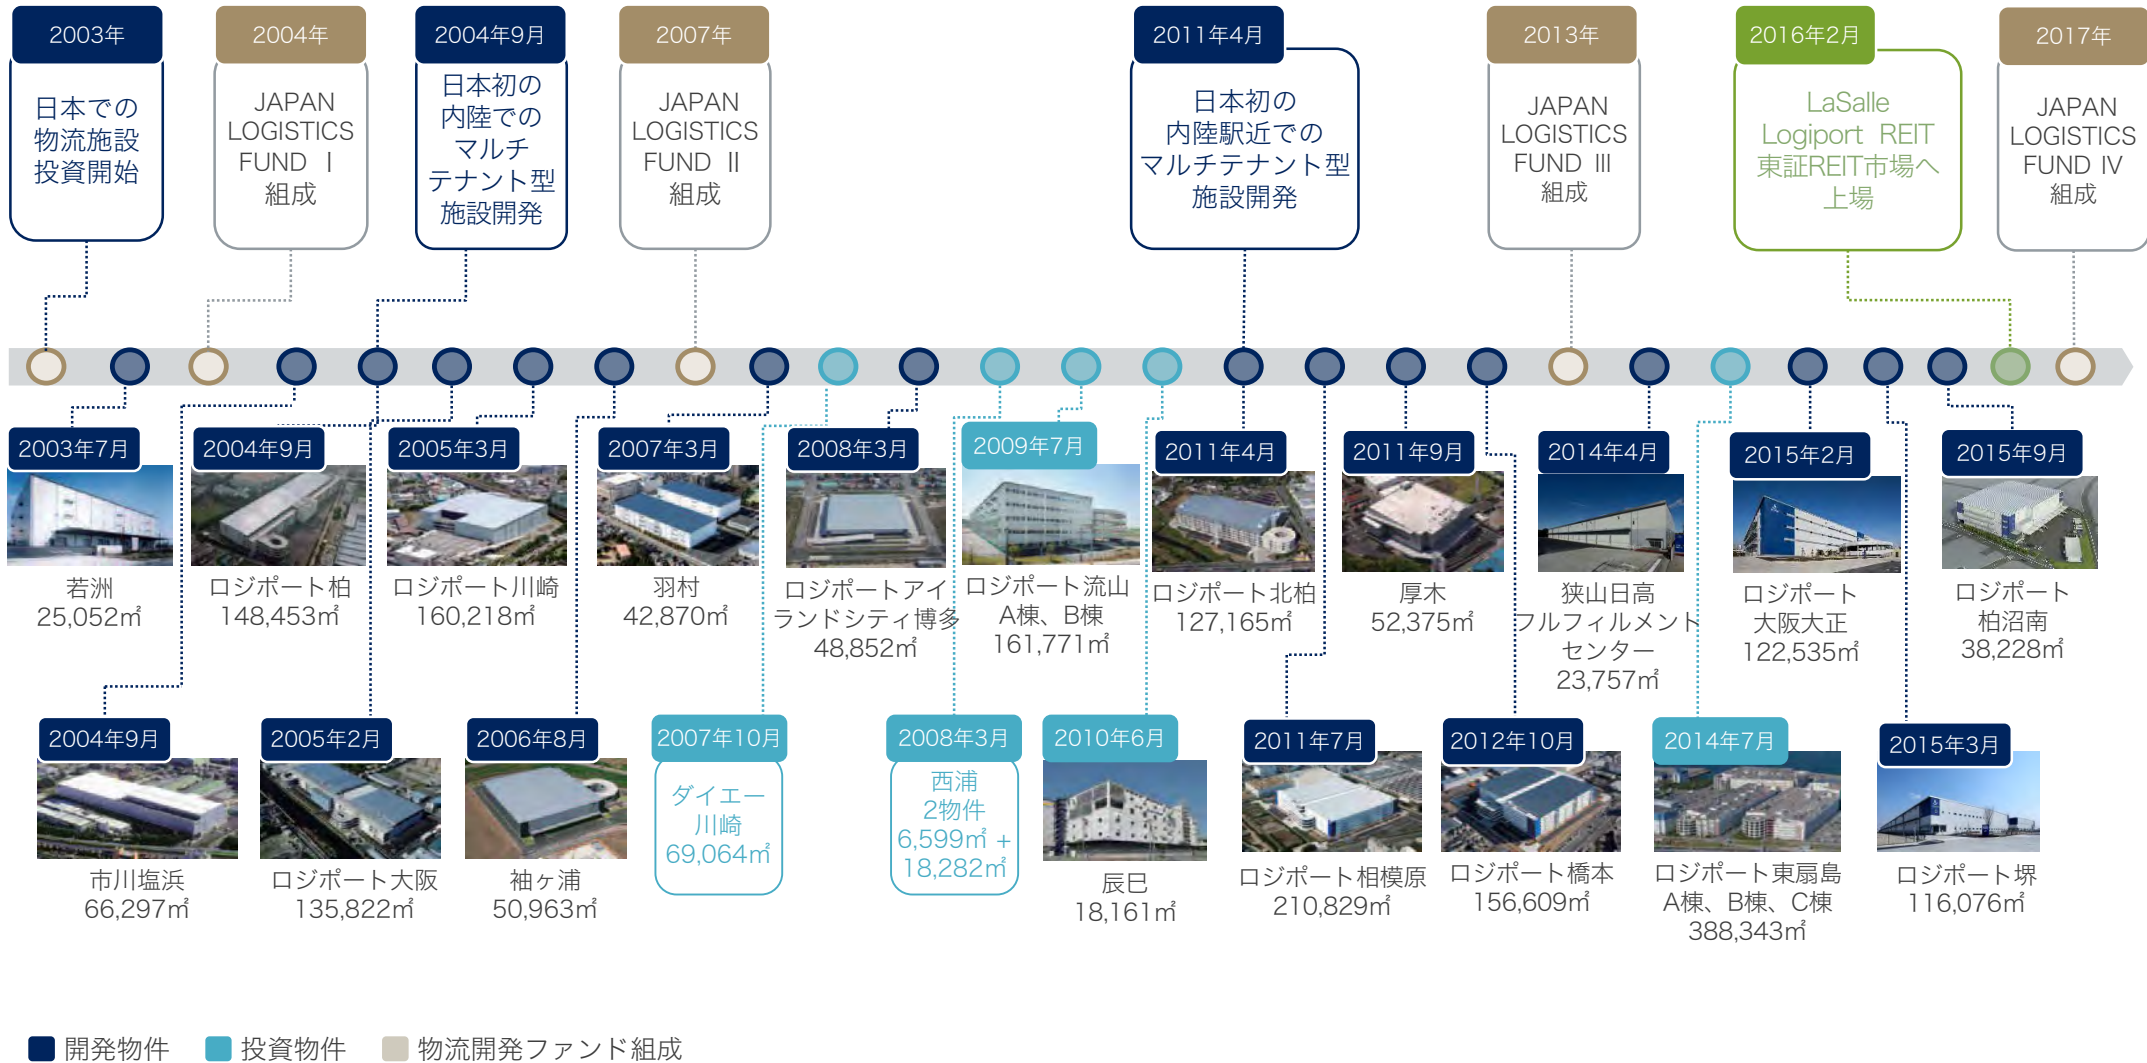 2003年
日本での
物流施設
投資開始
2004年
JAPAN
LOGISTICS
FUND Ⅰ
組成
2004年9月
日本初の
内陸での
マルチ
テナント型
施設開発
2007年
JAPAN
LOGISTICS
FUND Ⅱ
組成
2011年4月
日本初の
内陸駅近での
マルチテナント型
施設開発
2013年
JAPAN
LOGISTICS
FUND III
組成
2016年2月
LaSalle
Logiport REIT
東証REIT市場へ
上場
2017年
JAPAN
LOGISTICS
FUND IV
組成
2003年7月
若洲
25,052㎡
2004年9月
ロジポート柏
148,453㎡
2005年3月
ロジポート川崎
160,218㎡
2007年3月
羽村
42,870㎡
2008年3月
ロジポートアイ
ランドシティ博多
48,852㎡
2009年7月
ロジポート流山
A棟、B棟
161,771㎡
2011年4月
ロジポート北柏
127,165㎡
2011年9月
厚木
52,375㎡
2014年4月
狭山日高
フルフィルメント
センター
23,757㎡
2015年2月
ロジポート
大阪大正
122,535㎡
2015年9月
ロジポート
柏沼南
38,228㎡
2004年9月
市川塩浜
66,297㎡
2005年2月
ロジポート大阪
135,822㎡
2006年8月
袖ヶ浦
50,963㎡
2007年10月
ダイエー
川崎
69,064㎡
2008年3月
西浦
2物件
6,599㎡ +
18,282㎡
2010年6月
辰巳
18,161㎡
2011年7月
ロジポート相模原
210,829㎡
2012年10月
ロジポート橋本
156,609㎡
2014年7月
ロジポート東扇島
A棟、B棟、C棟
388,343㎡
2015年3月
ロジポート堺
116,076㎡
開発物件
投資物件
物流開発ファンド組成